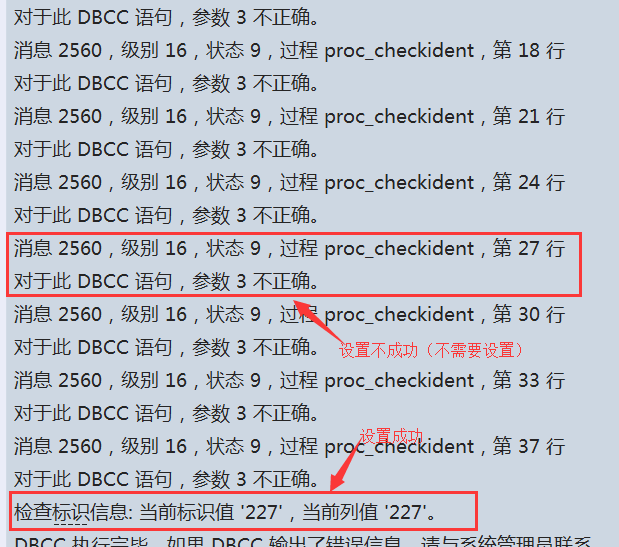 对于此 DBCC 语句，参数 3 不正确。
消息 2560，级别 16，状态 9，过程 proc_checkident，第 18 行
对于此 DBCC 语句，参数 3 不正确。
消息 2560，级别 16，状态 9，过程 proc_checkident，第 21 行
对于此 DBCC 语句，参数 3 不正确。
消息 2560，级别 16，状态 9，过程 proc_checkident，第 24 行
对于此 DBCC 语句，参数 3 不正确。
消息 2560，级别 16，状态 9，过程 proc_checkident，第 27 行
对于此 DBCC 语句，参数 3 不正确。
消息 2560，级别 16，状态 9，过程 proc_checkident，第 30 行
对于此 DBCC 语句，参数 3 不正确。
设置不成功（不需要设置）
消息 2560，级别 16，状态 9，过程 proc_checkident，第 33 行
对于此 DBCC 语句，参数 3 不正确。
设置成功
消息 2560，级别 16，状态 9，过程 proc_checkident，第 37 行
对于此 DBCC 语句，参数 3 不正确。
检查标识信息: 当前标识值 '227'，当前列值 '227'。
DBCC 执行完毕。如果 DBCC 输出了错误信息，请与系统管理员联系